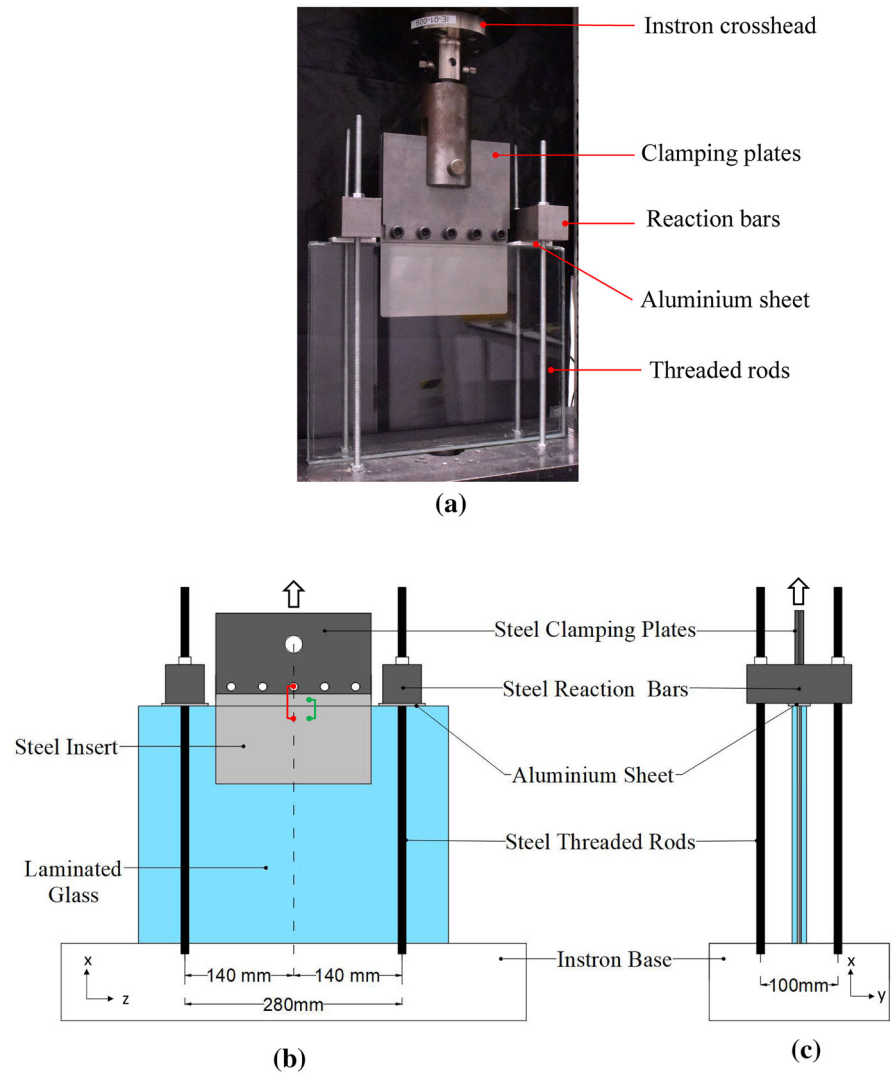 IE-01-009
Instron crosshead
Clamping plates
Reaction bars
Aluminium sheet
Threaded rods
(a)
Steel Clamping Plates
Steel Reaction Bars
Steel Insert
Aluminium Sheet
Steel Threaded Rods
Laminated
Glass
Instron Base
x
z
140 mm
140 mm
280mm
100mm
x
y
(b)
(c)